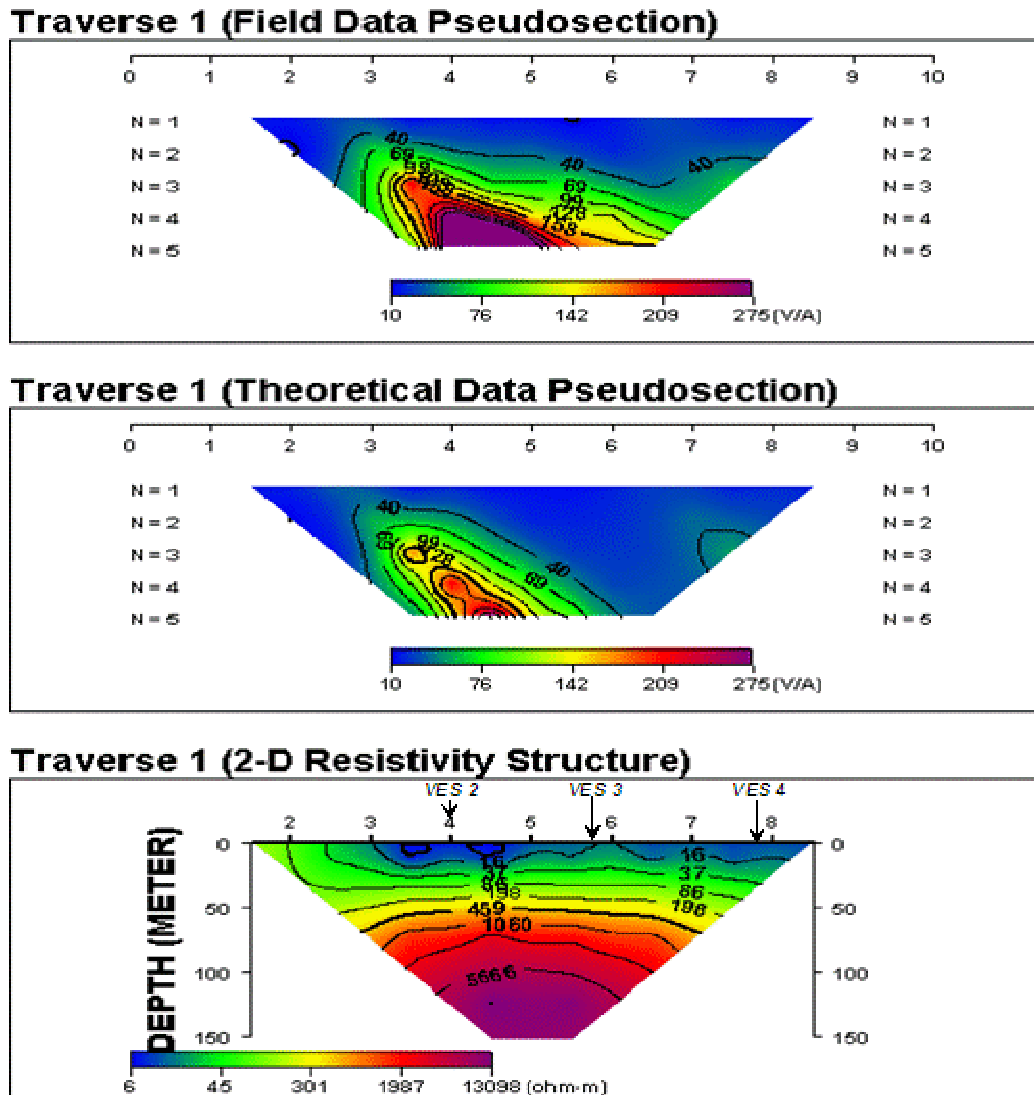 Traverse 1 (Field Data Pseudosection)
0 1 2 3 4 5 6 7 8 9 10
N = 1 N = 1
N = 2 40 40 40 N = 2
69
N = 3 69 N = 3
99
N = 4 128 N = 4
158
N = 5 N = 5
10 76 142 209 275 (V/A)
Traverse 1 (Theoretical Data Pseudosection)
0 1 2 3 4 5 6 7 8 9 10
N = 1 N = 1
N = 2 40 N = 2
69 99
N = 3 128 40 N = 3
N = 4 69 N = 4
N = 5 N = 5
10 76 142 209 275 (V/A)
Traverse 1 (2-D Resistivity Structure)
VES 2 VES 3 VES 4
2 3 4 5 6 7 8
DEPTH (METER)
0 0
16 16
37 37
86 86
198 198
50 459 50
1060
100 5666 100
150 150
6 45 301 1987 13098 (ohm-m)